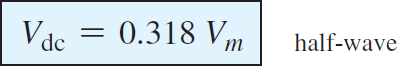 V_dc = 0.318 V_m half-wave